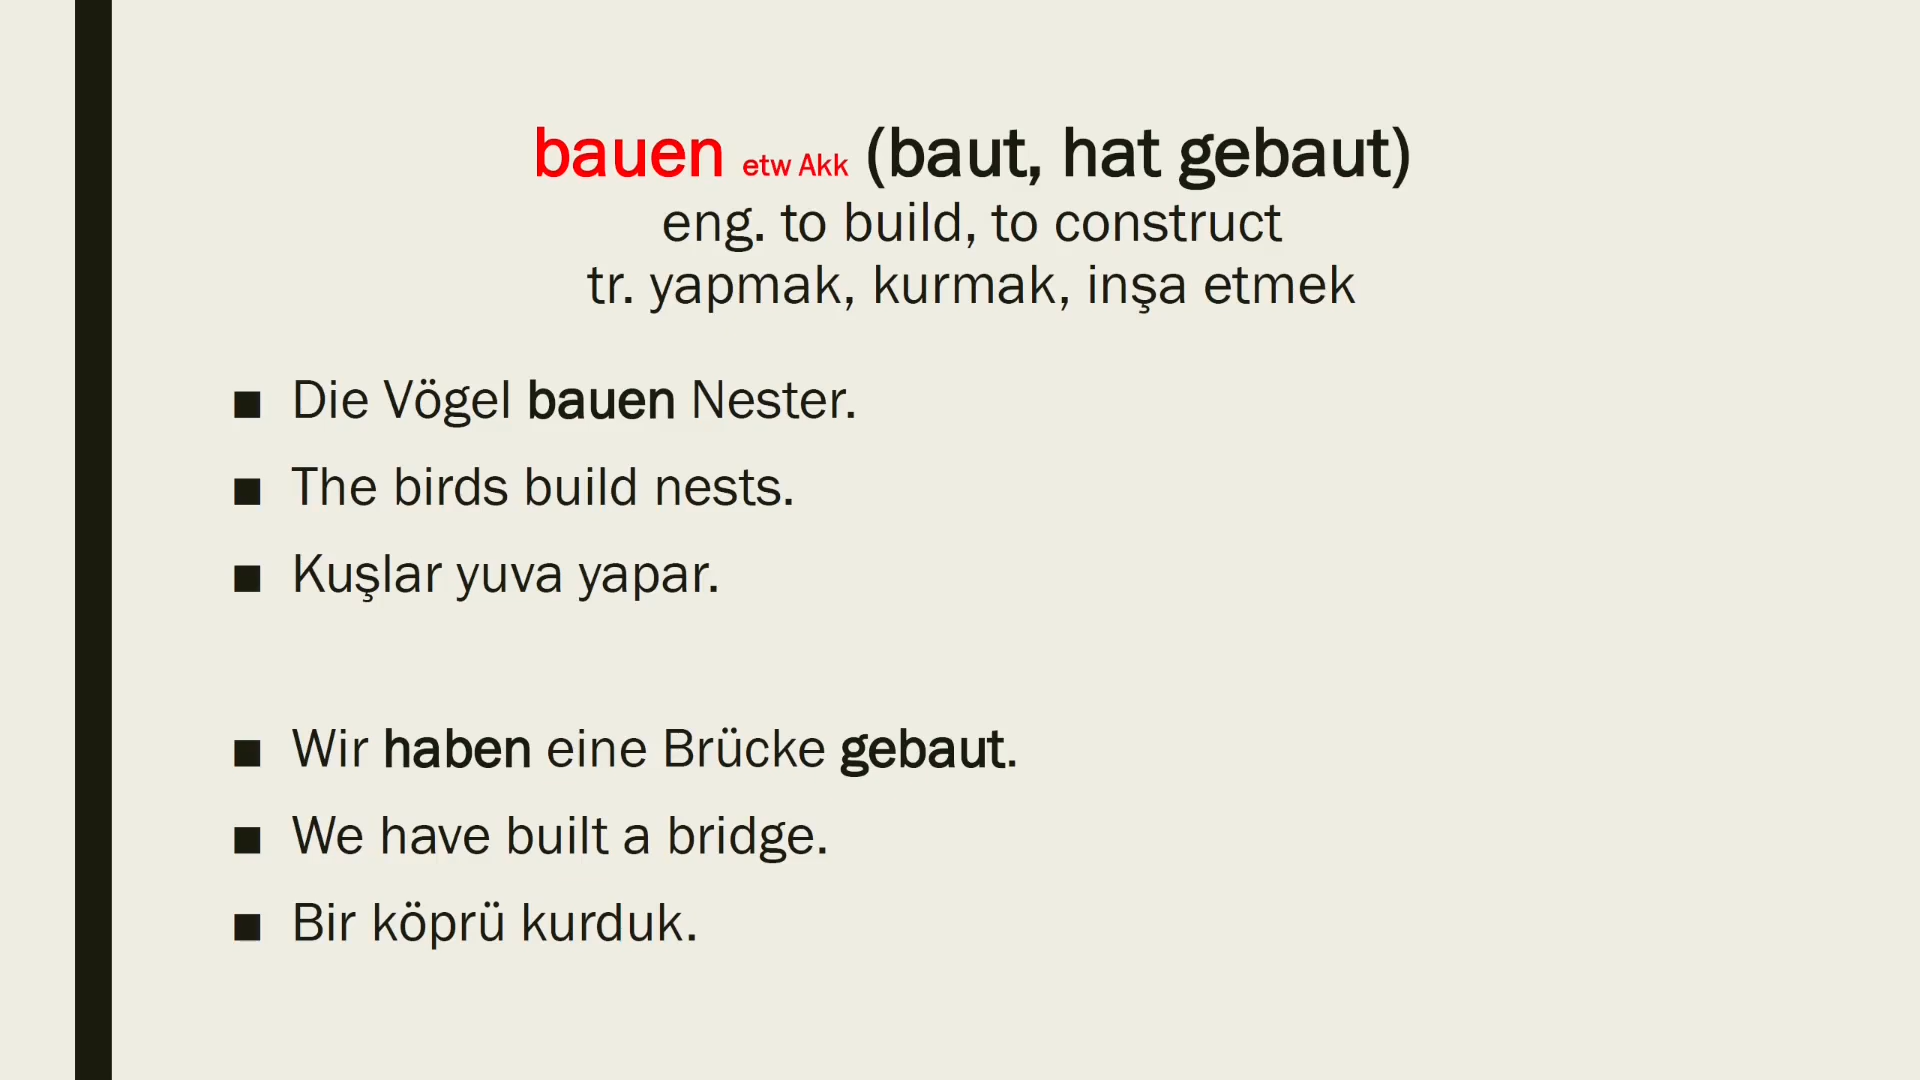 bauen etw Akk (baut, hat gebaut)
eng. to build, to construct
tr. yapmak, kurmak, inşa etmek
■ Die Vögel bauen Nester.
■ The birds build nests.
■ Kuşlar yuva yapar.
■ Wir haben eine Brücke gebaut.
■ We have built a bridge.
■ Bir köprü kurduk.